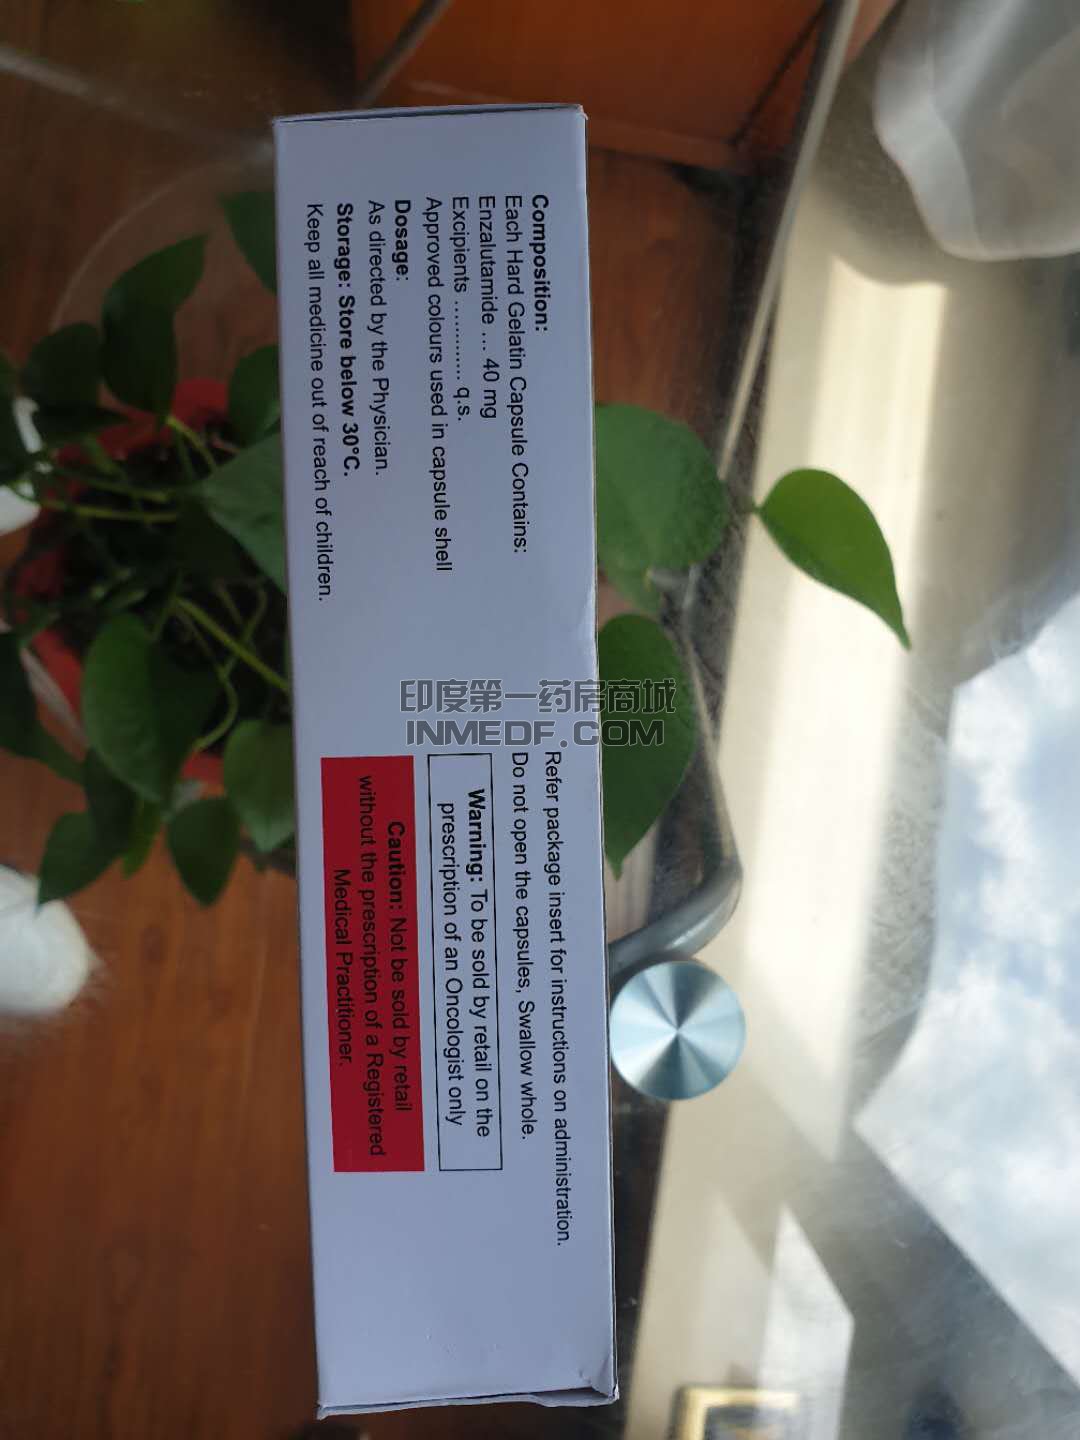 Composition:
Each Hard Gelatin Capsule Contains:
Enzalutamide ... 40 mg
Excipients ............. q.s.
Approved colours used in capsule shell
Dosage:
As directed by the Physician.
Storage: Store below 30°C.
Keep all medicine out of reach of children.
Refer package insert for instructions on administration.
Do not open the capsules, Swallow whole.
Warning: To be sold by retail on the
prescription of an Oncologist only
Caution: Not be sold by retail
without the prescription of a Registered
Medical Practitioner.
印度第一药房商城
INMEDF.COM